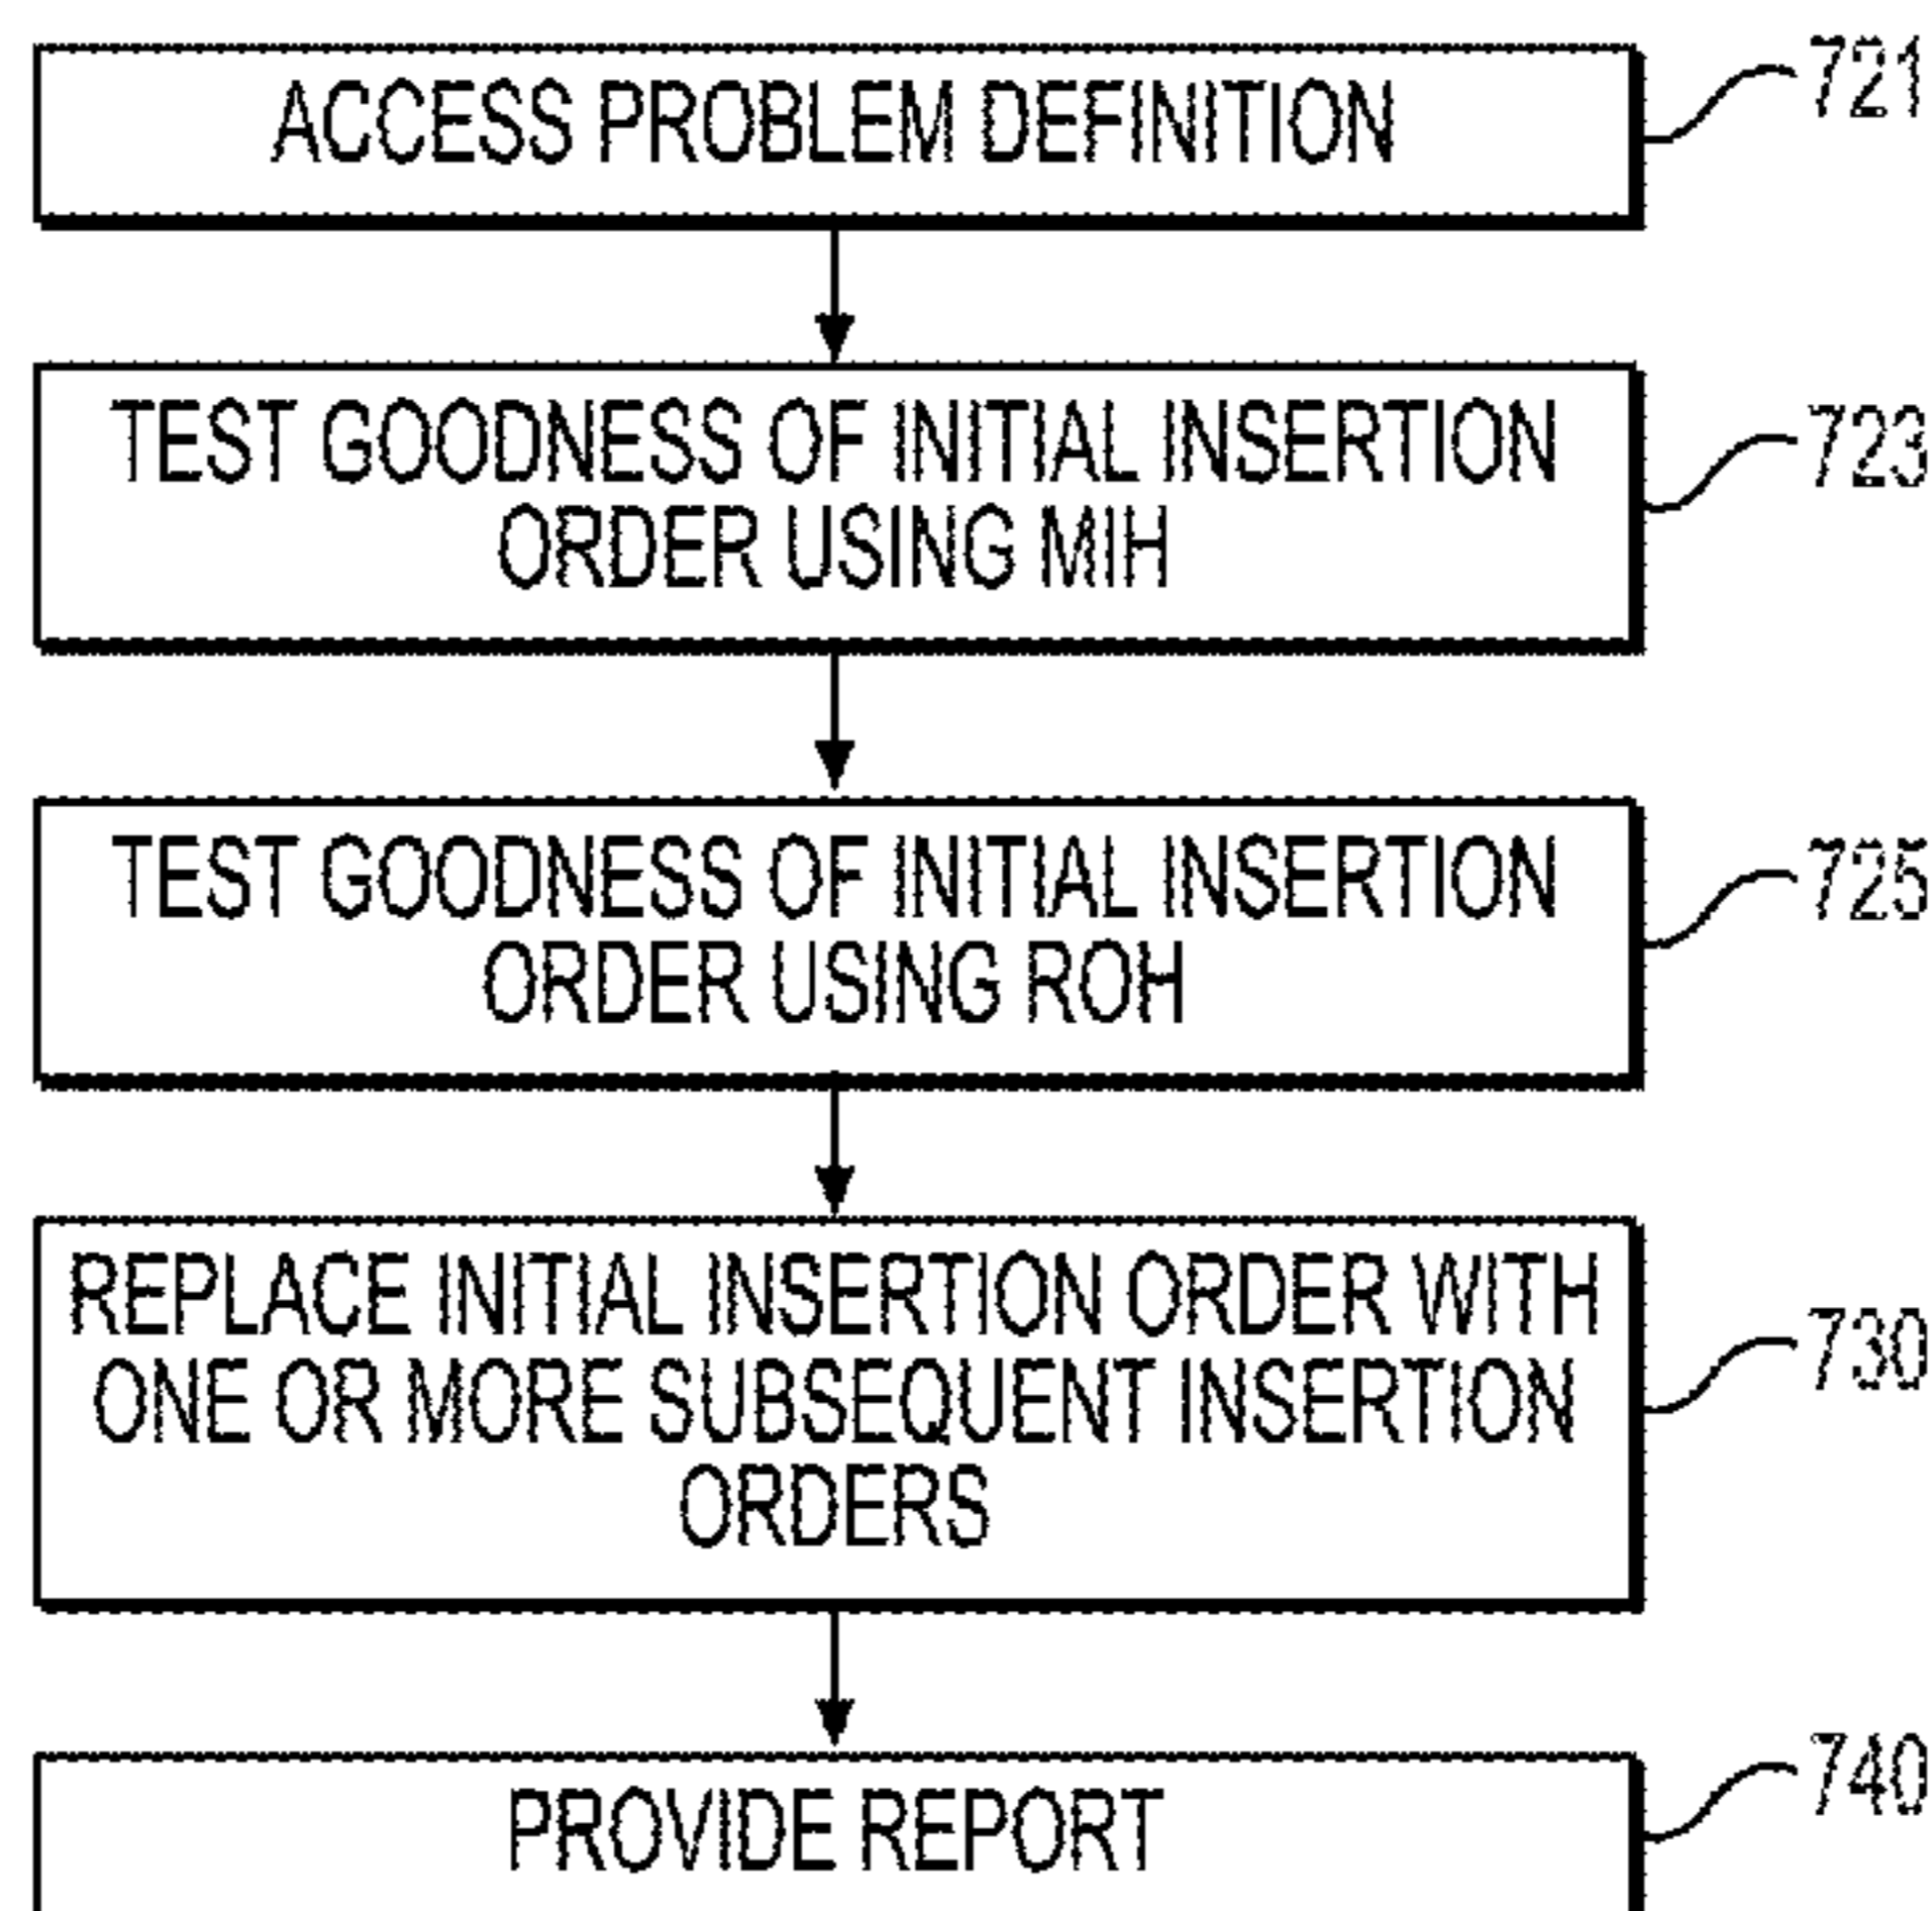 ACCESS PROBLEM DEFINITION
721
TEST GOODNESS OF INITIAL INSERTION
ORDER USING MIH
723
TEST GOODNESS OF INITIAL INSERTION
ORDER USING ROH
725
REPLACE INITIAL INSERTION ORDER WITH
ONE OR MORE SUBSEQUENT INSERTION
ORDERS
730
PROVIDE REPORT
740